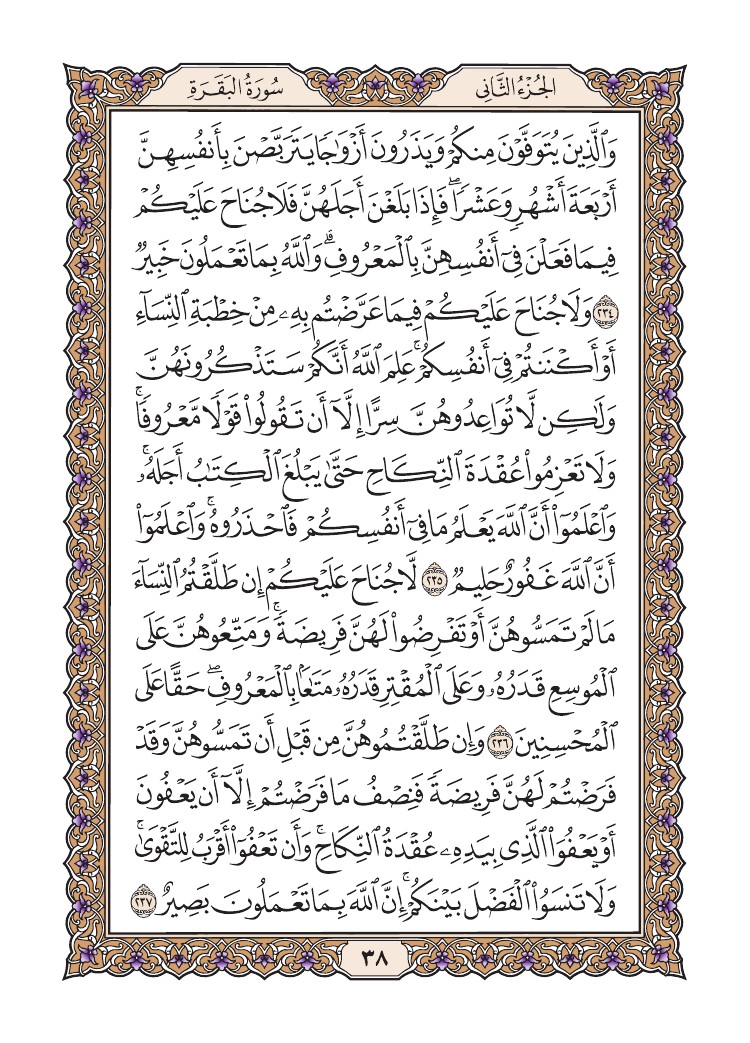 الجُزْءُ الثَّانِي
سُورَةُ البَقَرَةِ
وَٱلَّذِينَ يُتَوَفَّوْنَ مِنكُمْ وَيَذَرُونَ أَزْوَٰجًا يَتَرَبَّصْنَ بِأَنفُسِهِنَّ
أَرْبَعَةَ أَشْهُرٍ وَعَشْرًا ۖ فَإِذَا بَلَغْنَ أَجَلَهُنَّ فَلَا جُنَاحَ عَلَيْكُمْ
فِيمَا فَعَلْنَ فِىٓ أَنفُسِهِنَّ بِٱلْمَعْرُوفِ ۗ وَٱللَّهُ بِمَا تَعْمَلُونَ خَبِيرٌ
٢٣٤ وَلَا جُنَاحَ عَلَيْكُمْ فِيمَا عَرَّضْتُم بِهِۦ مِنْ خِطْبَةِ ٱلنِّسَآءِ
أَوْ أَكْنَنتُمْ فِىٓ أَنفُسِكُمْ ۚ عَلِمَ ٱللَّهُ أَنَّكُمْ سَتَذْكُرُونَهُنَّ
وَلَٰكِن لَّا تُوَاعِدُوهُنَّ سِرًّا إِلَّآ أَن تَقُولُوا۟ قَوْلًا مَّعْرُوفًا ۚ
وَلَا تَعْزِمُوا۟ عُقْدَةَ ٱلنِّكَاحِ حَتَّىٰ يَبْلُغَ ٱلْكِتَٰبُ أَجَلَهُۥ ۚ
وَٱعْلَمُوٓا۟ أَنَّ ٱللَّهَ يَعْلَمُ مَا فِىٓ أَنفُسِكُمْ فَٱحْذَرُوهُ ۚ وَٱعْلَمُوٓا۟
أَنَّ ٱللَّهَ غَفُورٌ حَلِيمٌ ٢٣٥ لَّا جُنَاحَ عَلَيْكُمْ إِن طَلَّقْتُمُ ٱلنِّسَآءَ
مَا لَمْ تَمَسُّوهُنَّ أَوْ تَفْرِضُوا۟ لَهُنَّ فَرِيضَةً ۚ وَمَتِّعُوهُنَّ عَلَى
ٱلْمُوسِعِ قَدَرُهُۥ وَعَلَى ٱلْمُقْتِرِ قَدَرُهُۥ مَتَٰعًۢا بِٱلْمَعْرُوفِ ۖ حَقًّا عَلَى
ٱلْمُحْسِنِينَ ٢٣٦ وَإِن طَلَّقْتُمُوهُنَّ مِن قَبْلِ أَن تَمَسُّوهُنَّ وَقَدْ
فَرَضْتُمْ لَهُنَّ فَرِيضَةً فَنِصْفُ مَا فَرَضْتُمْ إِلَّآ أَن يَعْفُونَ
أَوْ يَعْفُوَا۟ ٱلَّذِى بِيَدِهِۦ عُقْدَةُ ٱلنِّكَاحِ ۚ وَأَن تَعْفُوٓا۟ أَقْرَبُ لِلتَّقْوَىٰ ۚ
وَلَا تَنسَوُا۟ ٱلْفَضْلَ بَيْنَكُمْ ۚ إِنَّ ٱللَّهَ بِمَا تَعْمَلُونَ بَصِيرٌ ٢٣٧
٣٨